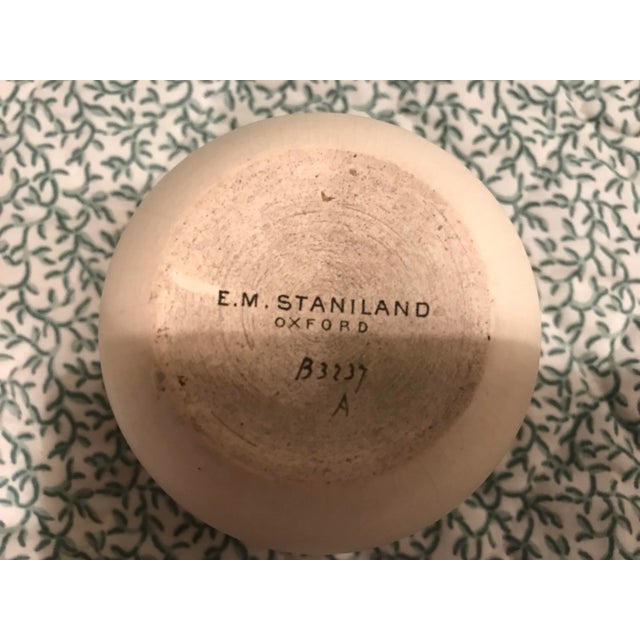 E.M. STANILAND
OXFORD
B3237
A